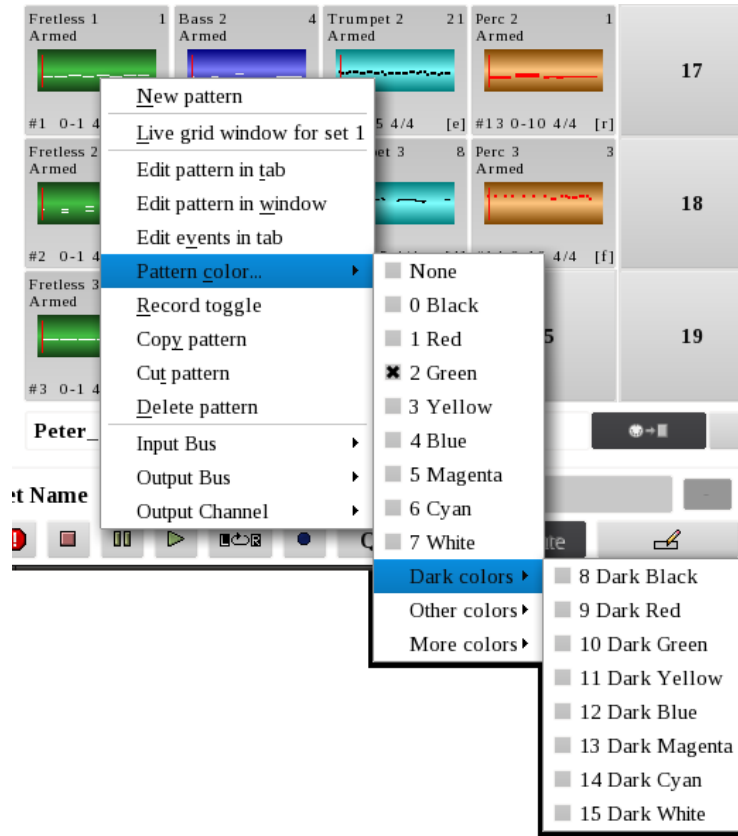 Fretless 1 1
Armed
#1 0-1 4
Bass 2 4
Armed
Trumpet 2 21
Armed
5 4/4 [e]
Perc 2 1
Armed
#13 0-10 4/4 [r]
17
Fretless 2
Armed
#2 0-1 4
et 3 8
Perc 3 3
Armed
4/4 [f]
18
Fretless 3
Armed
#3 0-1 4
5
19
New pattern
Live grid window for set 1
Edit pattern in tab
Edit pattern in window
Edit events in tab
Pattern color...
Record toggle
Copy pattern
Cut pattern
Delete pattern
Input Bus
Output Bus
Output Channel
None
0 Black
1 Red
2 Green
3 Yellow
4 Blue
5 Magenta
6 Cyan
7 White
Dark colors
Other colors
More colors
8 Dark Black
9 Dark Red
10 Dark Green
11 Dark Yellow
12 Dark Blue
13 Dark Magenta
14 Dark Cyan
15 Dark White
Peter_
et Name
L R
Q
ute